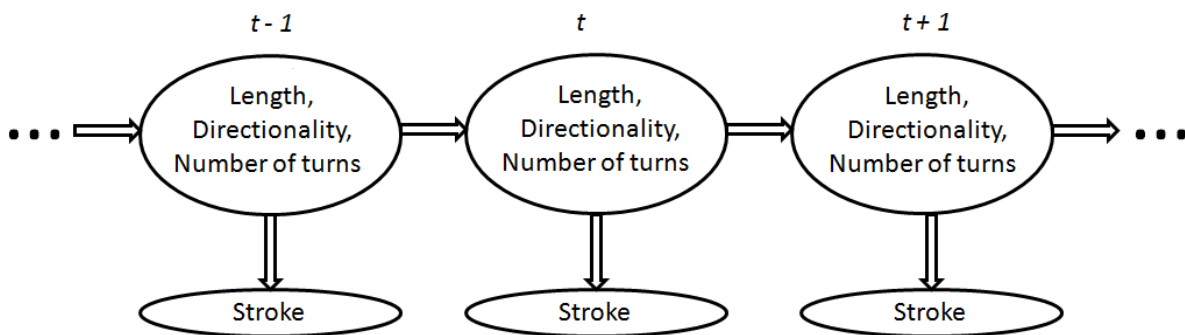 t - 1
t
t + 1
Length,
Directionality,
Number of turns
Length,
Directionality,
Number of turns
Length,
Directionality,
Number of turns
...
...
Stroke
Stroke
Stroke